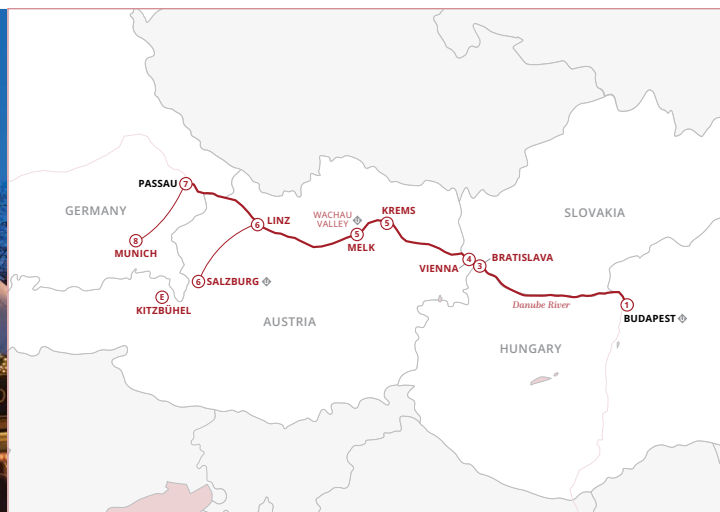 PASSAU 7
GERMANY
8
MUNICH
6 LINZ
WACHAU
VALLEY
5
MELK
KREMS
5
SLOVAKIA
6 SALZBURG
E
KITZBÜHEL
AUSTRIA
4
VIENNA
3 BRATISLAVA
Danube River
1
BUDAPEST
HUNGARY